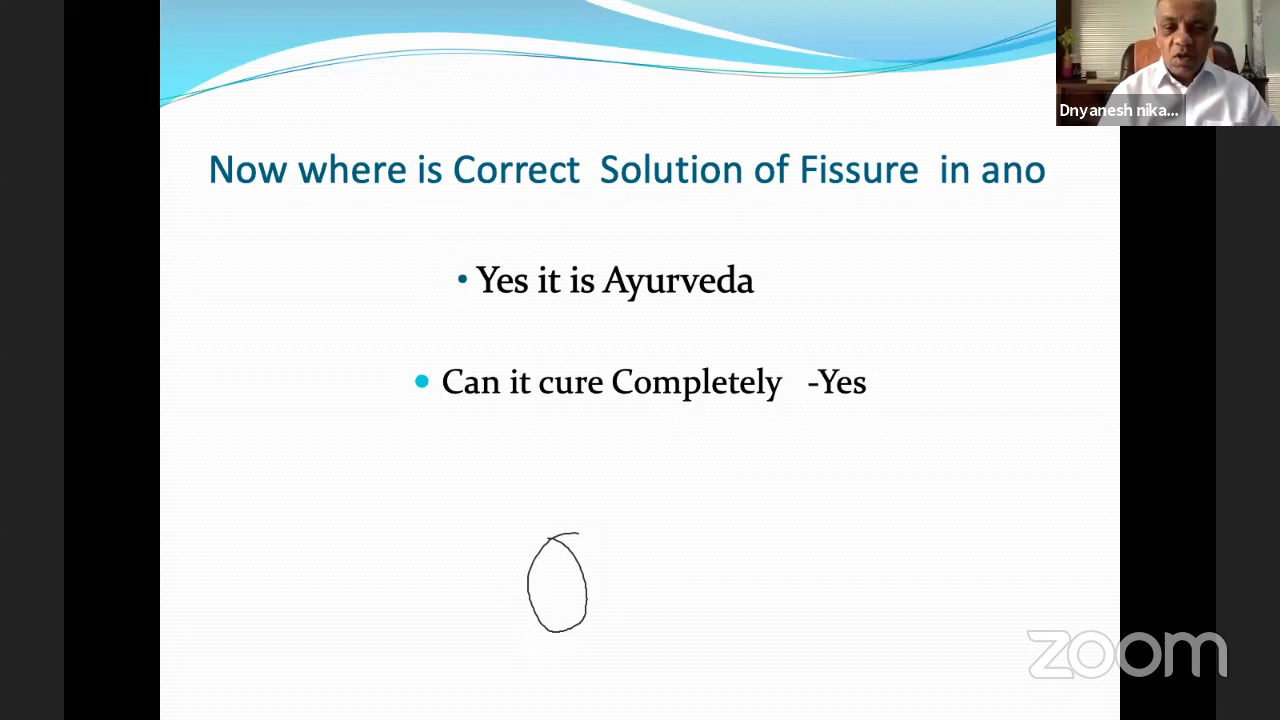 Dnyanesh nika...
Now where is Correct Solution of Fissure in ano
• Yes it is Ayurveda
• Can it cure Completely -Yes
zoom